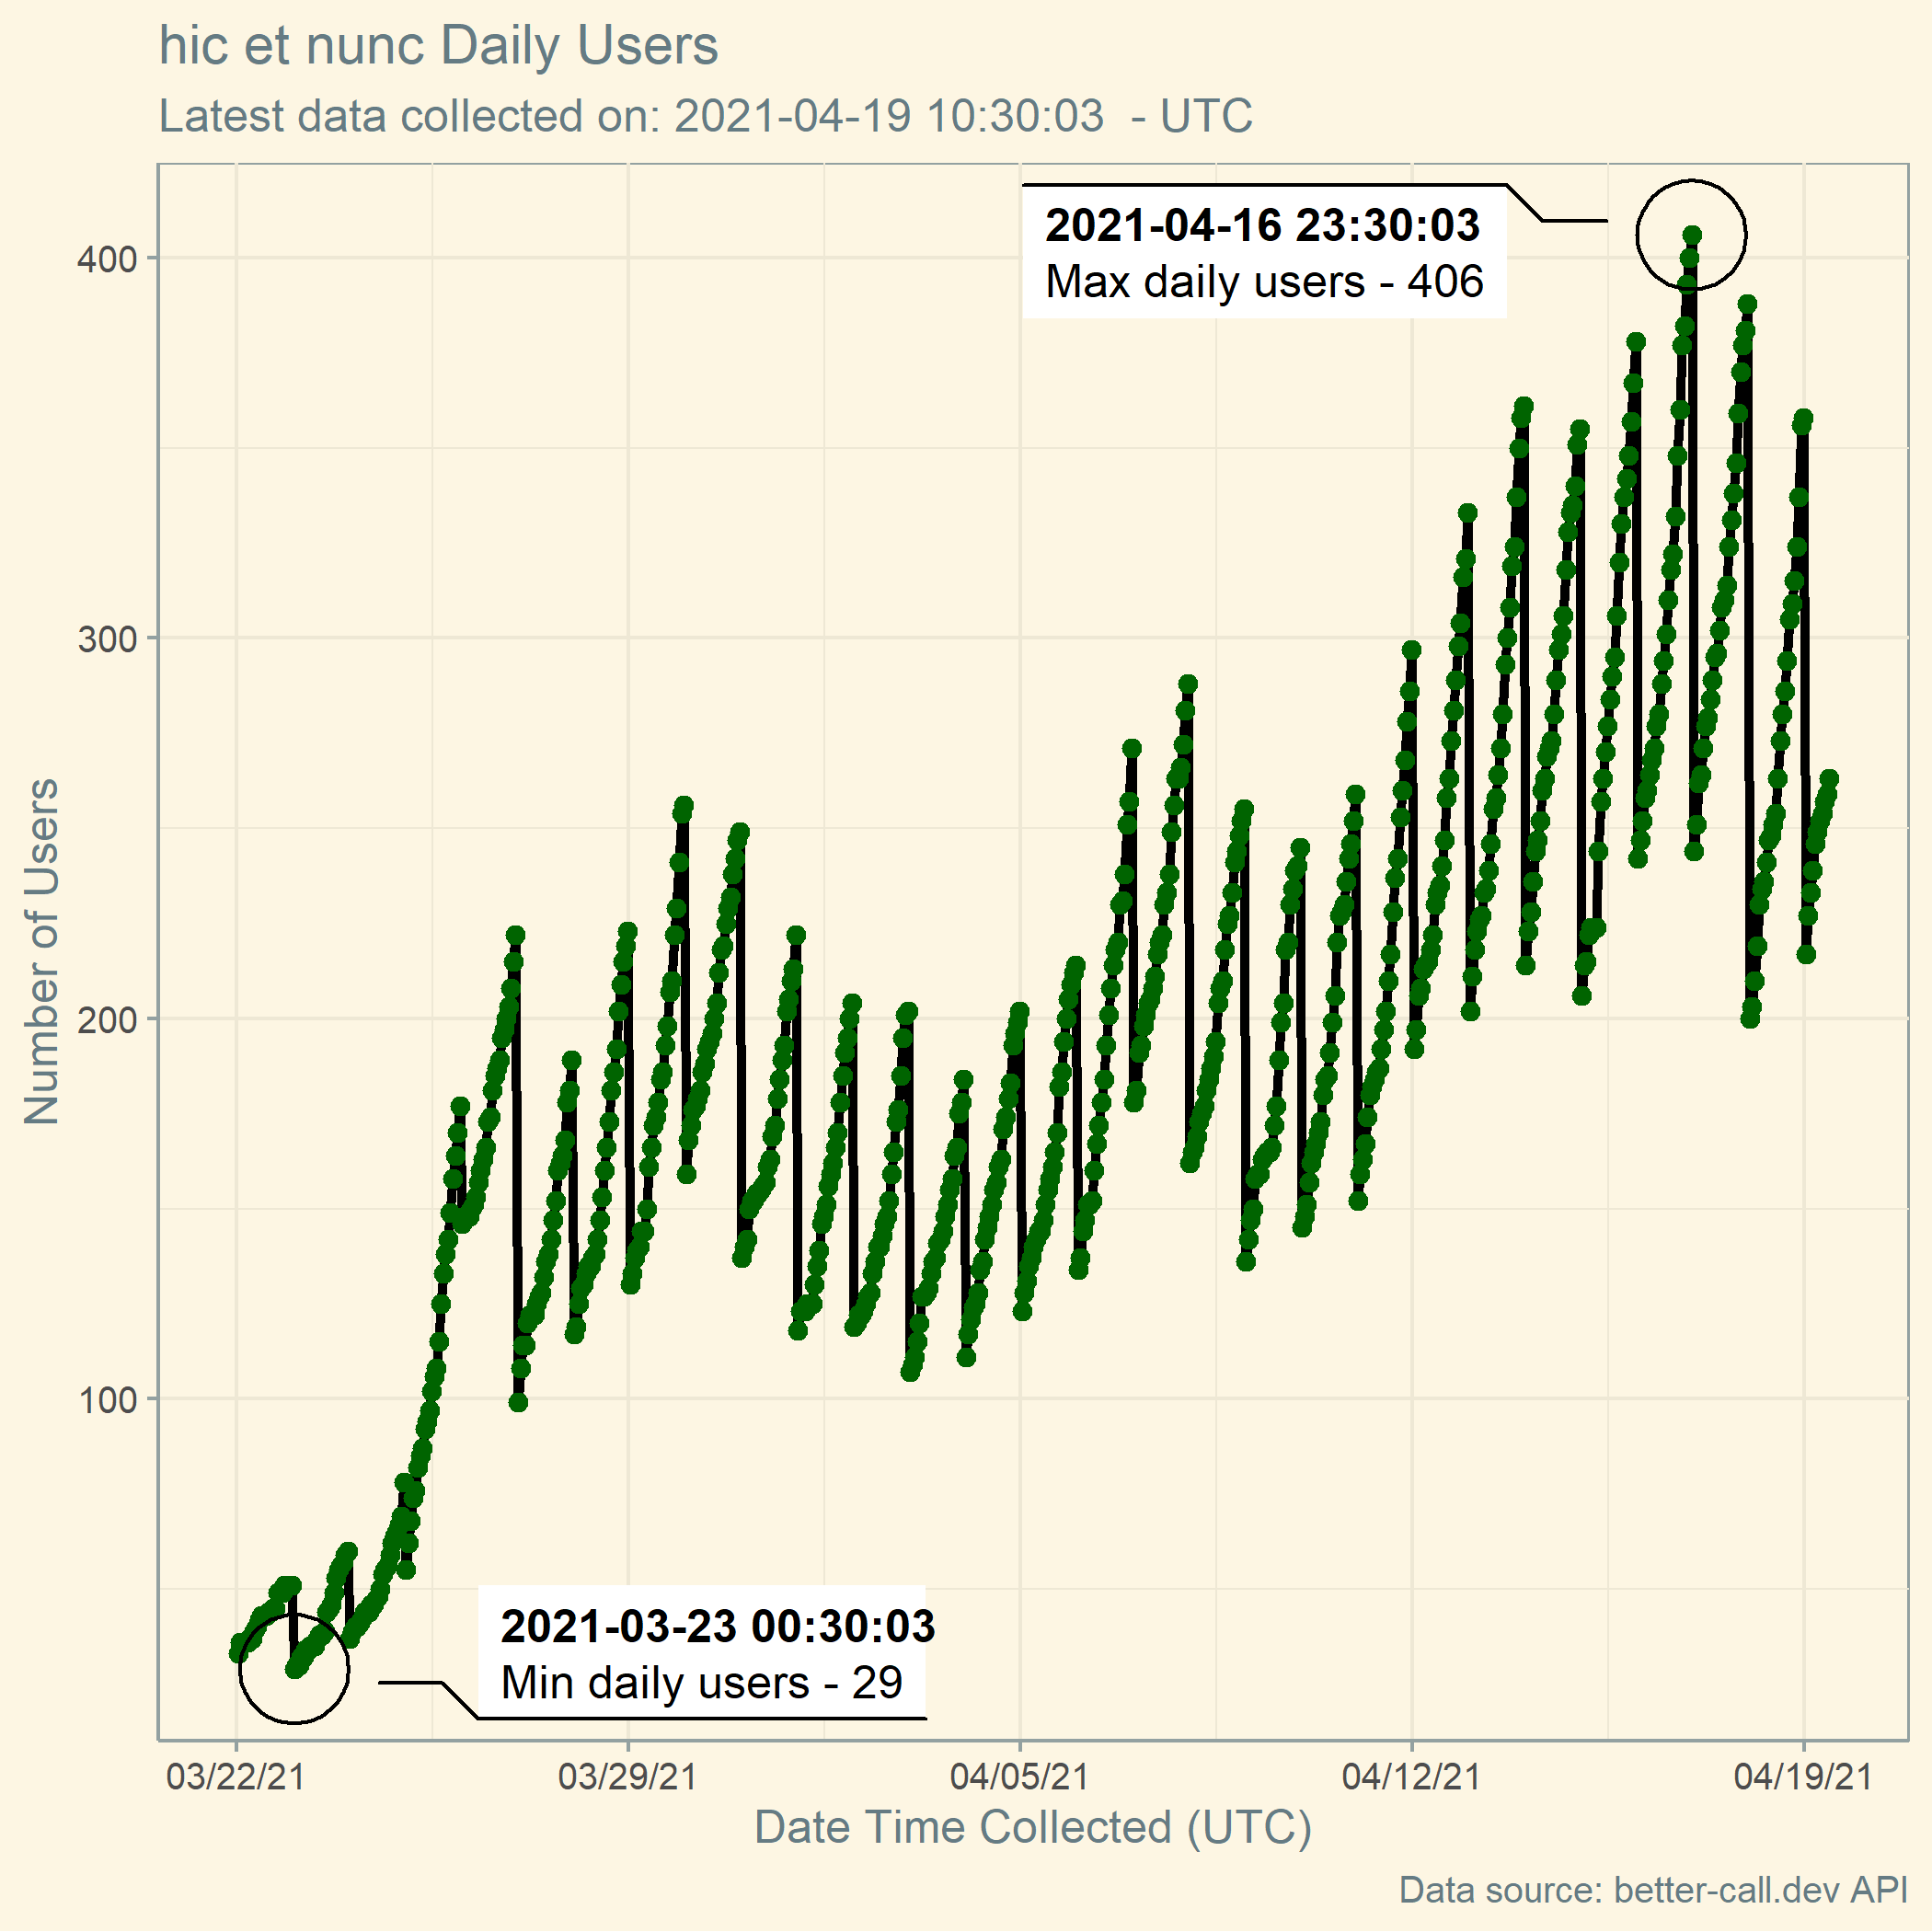 hic et nunc Daily Users
Latest data collected on: 2021-04-19 10:30:03  - UTC
2021-04-16 23:30:03
Max daily users - 406
400
300
200
100
Number of Users
2021-03-23 00:30:03
Min daily users - 29
03/22/21 03/29/21 04/05/21 04/12/21 04/19/21
Date Time Collected (UTC)
Data source: better-call.dev API